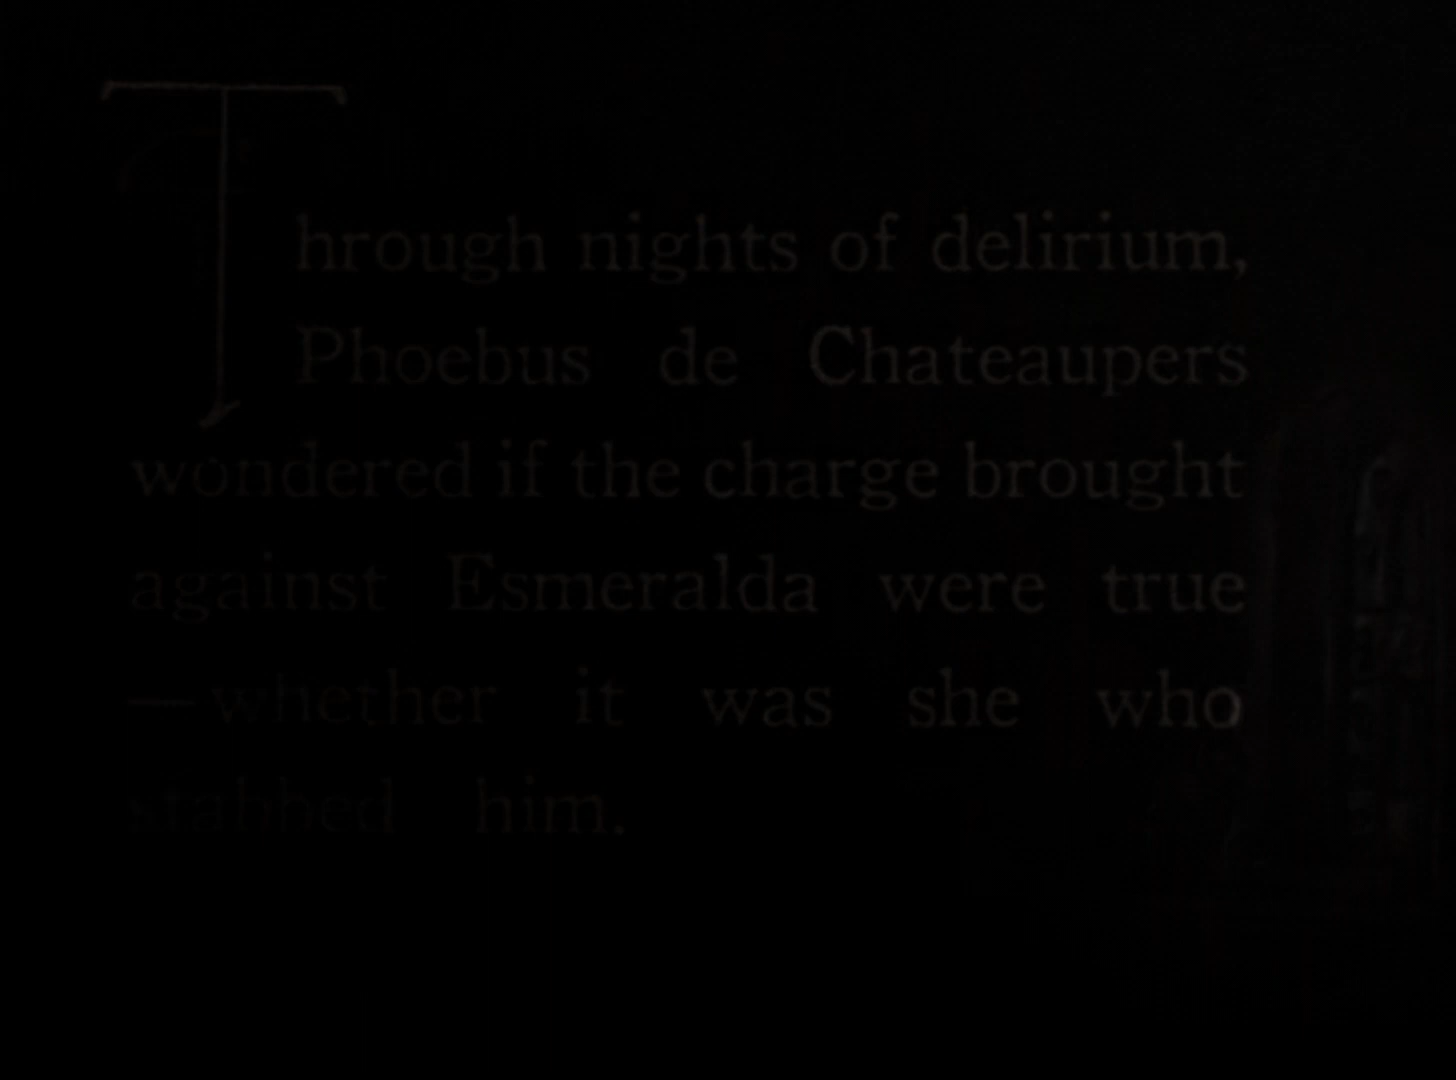 Through nights of delirium,
Phoebus de Chateaupers
wondered if the charge brought
against Esmeralda were true
—whether it was she who
stabbed him.